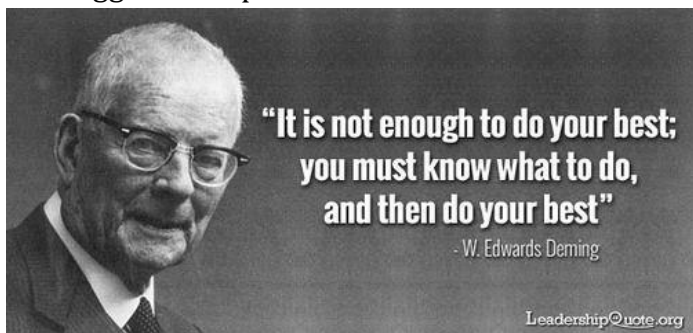 “It is not enough to do your best;
you must know what to do,
and then do your best”
- W. Edwards Deming
LeadershipQuote.org